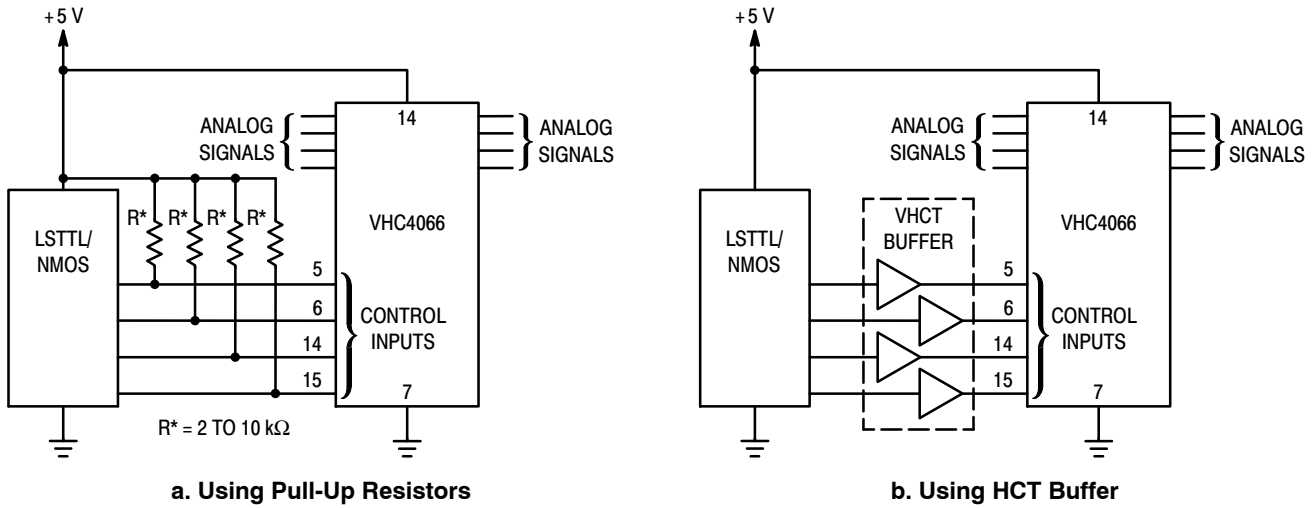 +5 V
14
ANALOG
SIGNALS
ANALOG
SIGNALS
R* R* R* R*
VHC4066
LSTTL/
NMOS
5
6
14
15
CONTROL
INPUTS
7
R* = 2 TO 10 kΩ
a. Using Pull-Up Resistors
+5 V
14
ANALOG
SIGNALS
ANALOG
SIGNALS
VHCT
BUFFER
VHC4066
LSTTL/
NMOS
5
6
14
15
CONTROL
INPUTS
7
b. Using HCT Buffer